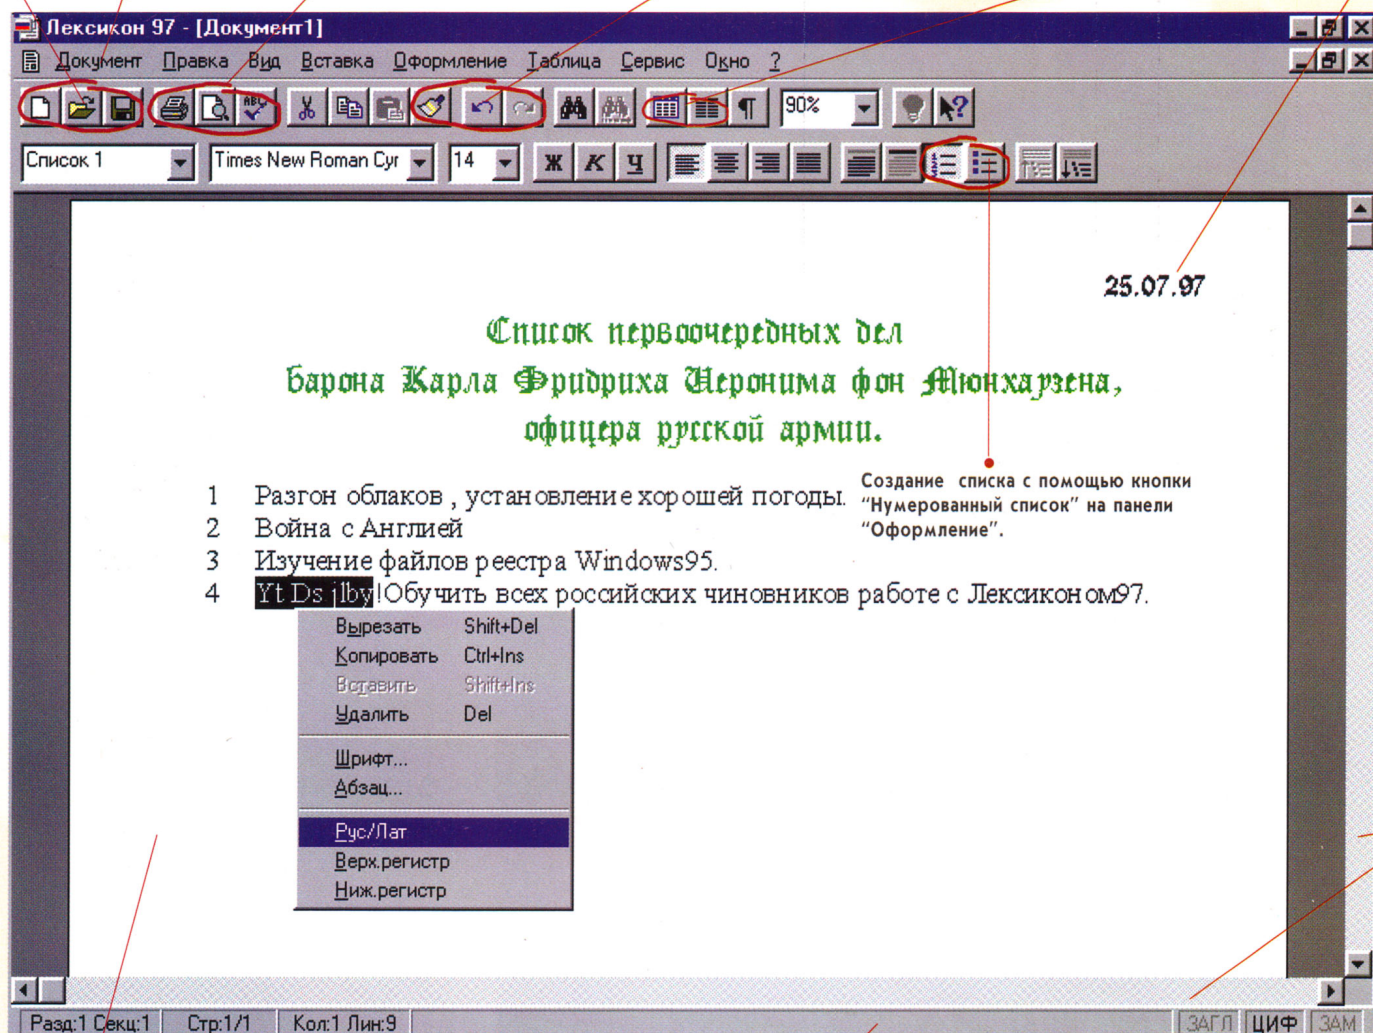 Лексикон 97 - [Документ1]
Документ Правка Вид Вставка Оформление Таблица Сервис Окно ?
ABC 90% ?
Список 1 Times New Roman Cyr 14 Ж К Ч
25.07.97
Список первоочередных дел
барона Карла Фридриха Иеронима фон Мюнхаузена,
офицера русской армии.
1 Разгон облаков , установление хорошей погоды.
2 Война с Англией
3 Изучение файлов реестра Windows95.
4 Yt Ds jlby!Обучить всех российских чиновников работе с Лексиконом97.
Создание списка с помощью кнопки
"Нумерованный список" на панели
"Оформление".
Вырезать Shift+Del
Копировать Ctrl+Ins
Вставить Shift+Ins
Удалить Del
Шрифт...
Абзац...
Рус/Лат
Верх.регистр
Ниж.регистр
Разд:1 Секц:1 Стр:1/1 Кол:1 Лин:9 ЗАГЛ ЦИФ ЗАМ